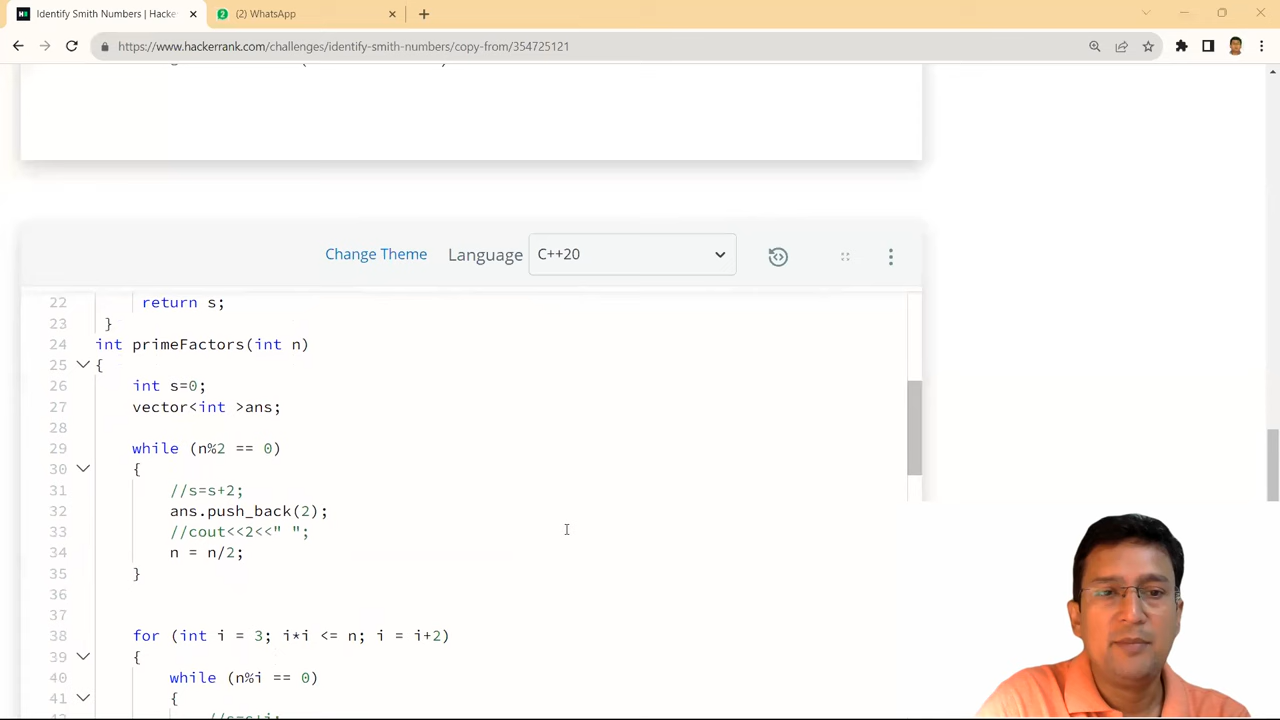 Identify Smith Numbers | Hacke
(2) WhatsApp
https://www.hackerrank.com/challenges/identify-smith-numbers/copy-from/354725121
Change Theme Language C++20
22 return s;
23 }
24 int primeFactors(int n)
25 {
26 int s=0;
27 vector<int >ans;
28
29 while (n%2 == 0)
30 {
31 //s=s+2;
32 ans.push_back(2);
33 //cout<<2<<" ";
34 n = n/2;
35 }
36
37
38 for (int i = 3; i*i <= n; i = i+2)
39 {
40 while (n%i == 0)
41 {
//s=s+i;